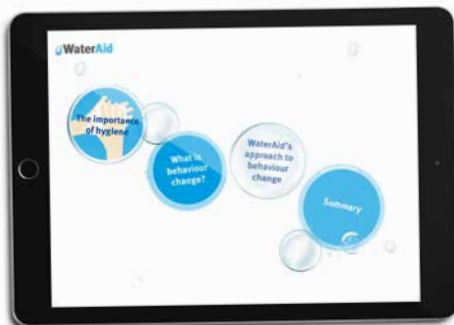 WaterAid
The importance
of hygiene
What is
behaviour
change?
WaterAid's
approach to
behaviour
change
Summary